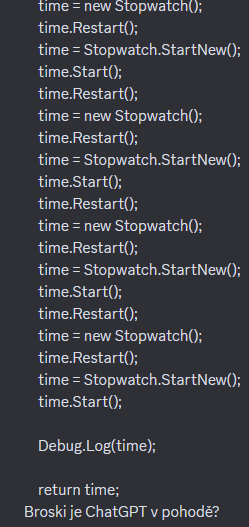 time = new Stopwatch();
time.Restart();
time = Stopwatch.StartNew();
time.Start();
time.Restart();
time = new Stopwatch();
time.Restart();
time = Stopwatch.StartNew();
time.Start();
time.Restart();
time = new Stopwatch();
time.Restart();
time = Stopwatch.StartNew();
time.Start();
time.Restart();
time = new Stopwatch();
time.Restart();
time = Stopwatch.StartNew();
time.Start();
Debug.Log(time);
return time;
Broski je ChatGPT v pohodě?